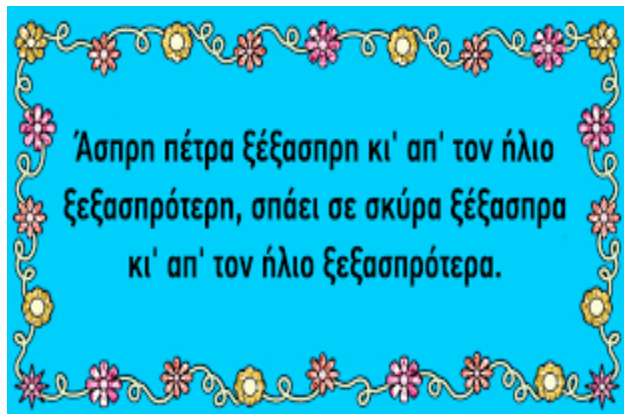 Άσπρη πέτρα ξέξασπρη κι' απ' τον ήλιο
ξεξασπρότερη, σπάει σε σκύρα ξέξασπρα
κι' απ' τον ήλιο ξεξασπρότερα.